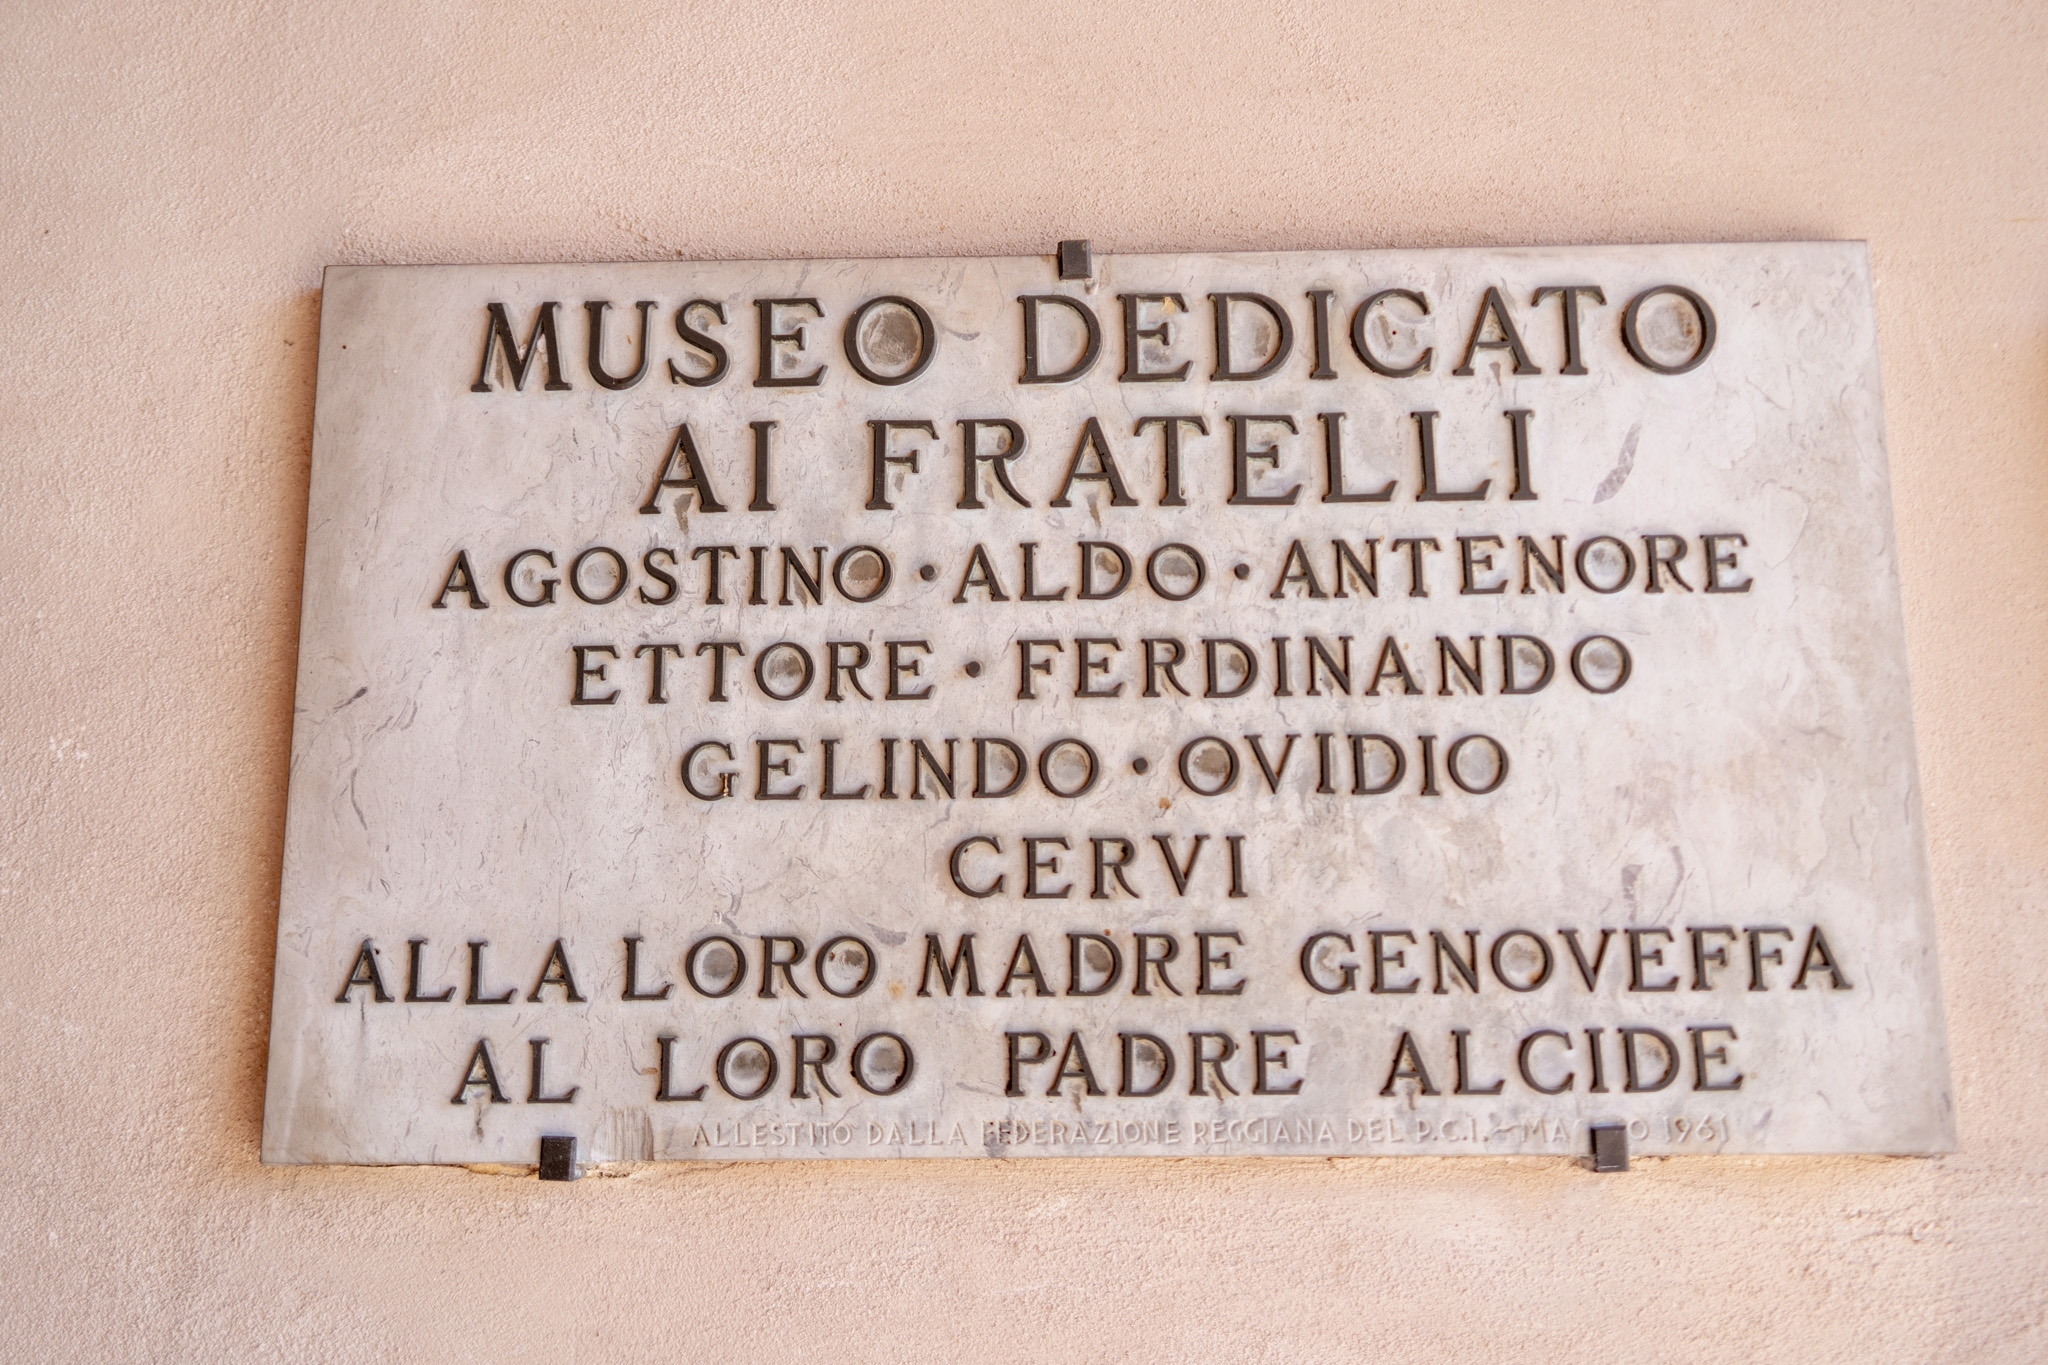 MUSEO DEDICATO
AI FRATELLI
AGOSTINO · ALDO · ANTENORE
ETTORE · FERDINANDO
GELINDO · OVIDIO
CERVI
ALLA LORO MADRE GENOVEFFA
AL LORO PADRE ALCIDE
ALLESTITO DALLA FEDERAZIONE REGGIANA DEL P.C.I. - 1961